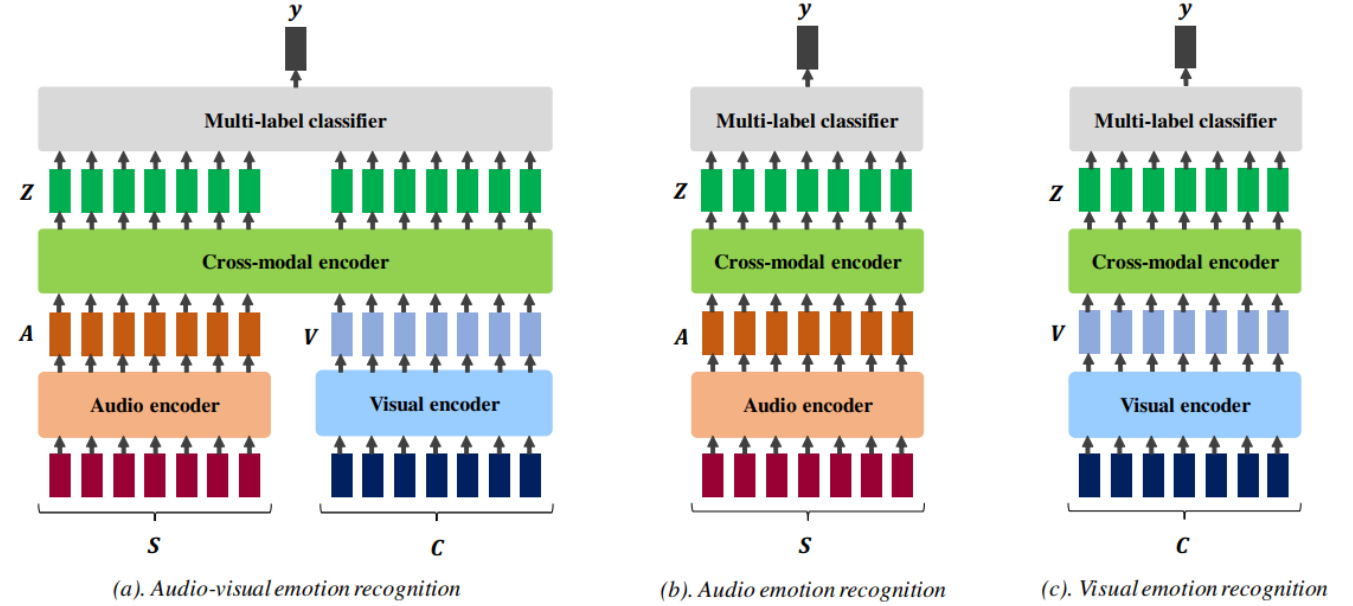 y
Multi-label classifier
Z
Cross-modal encoder
A
V
Audio encoder
Visual encoder
S
C
(a). Audio-visual emotion recognition
y
Multi-label classifier
Z
Cross-modal encoder
A
Audio encoder
S
(b). Audio emotion recognition
y
Multi-label classifier
Z
Cross-modal encoder
V
Visual encoder
C
(c). Visual emotion recognition